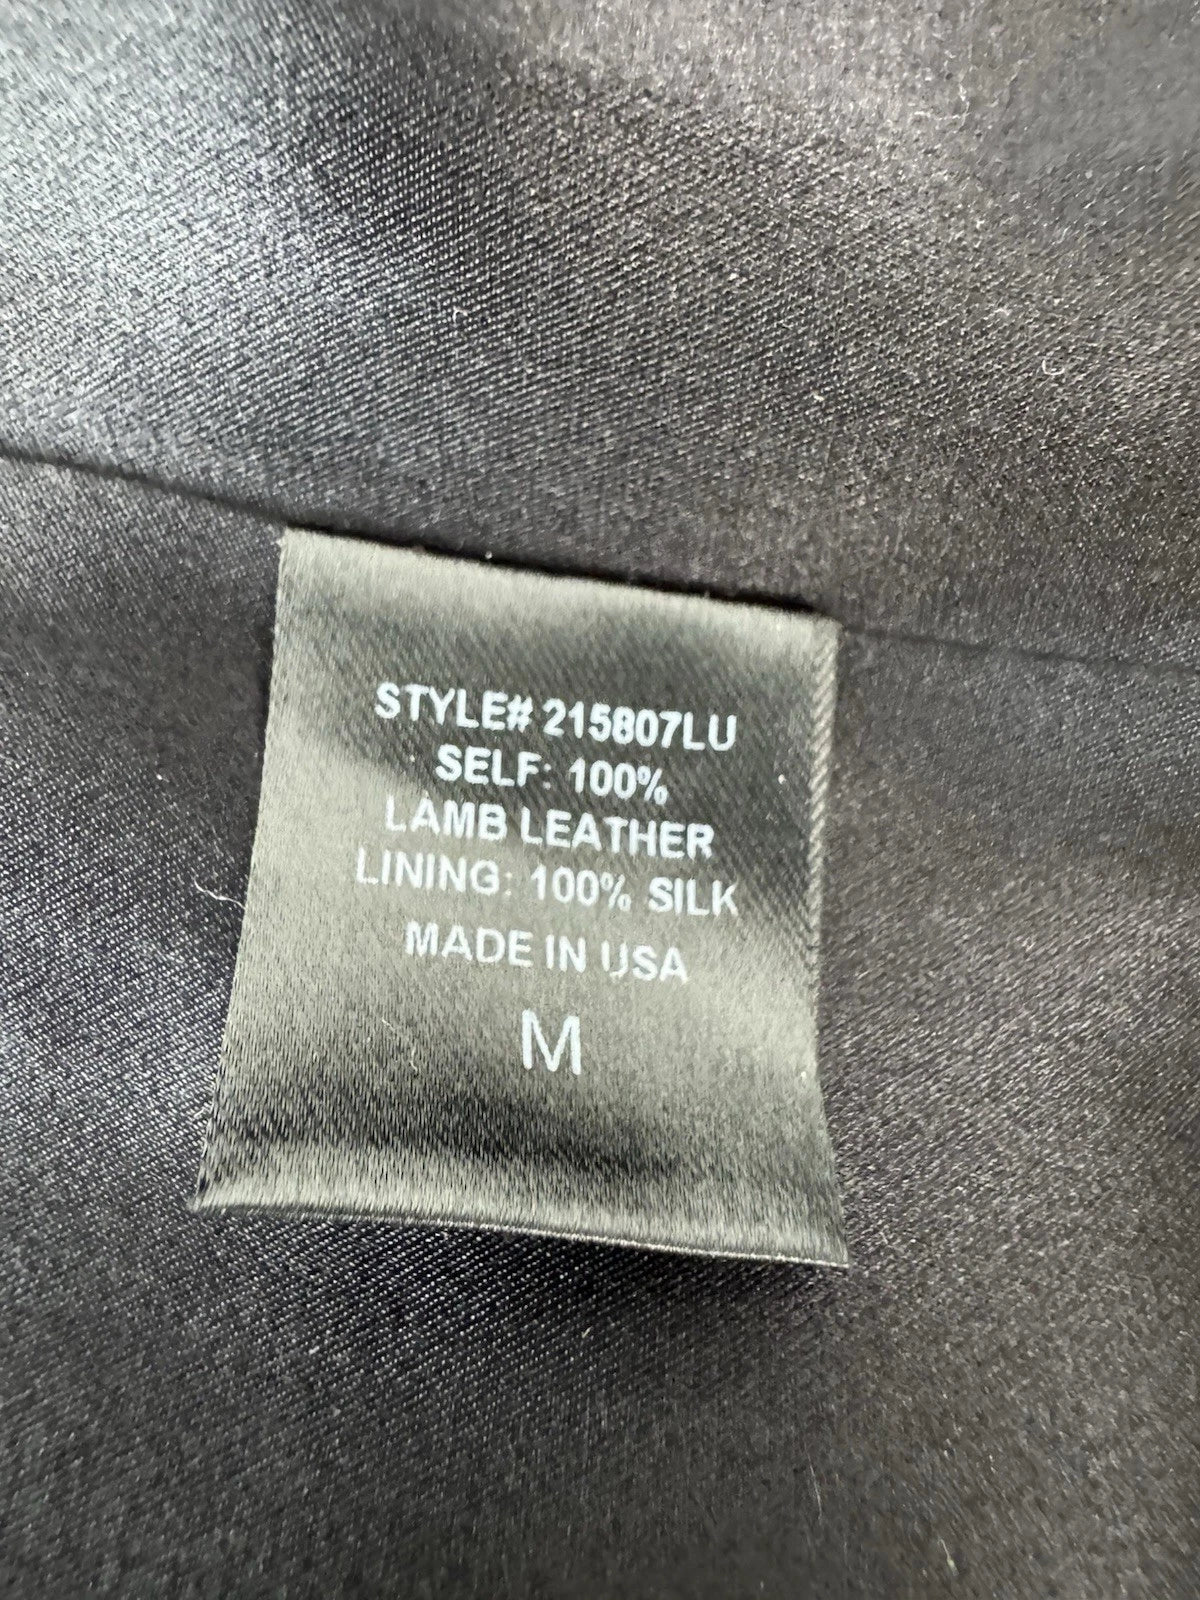 STYLE# 215807LU
SELF: 100%
LAMB LEATHER
LINING: 100% SILK
MADE IN USA
M